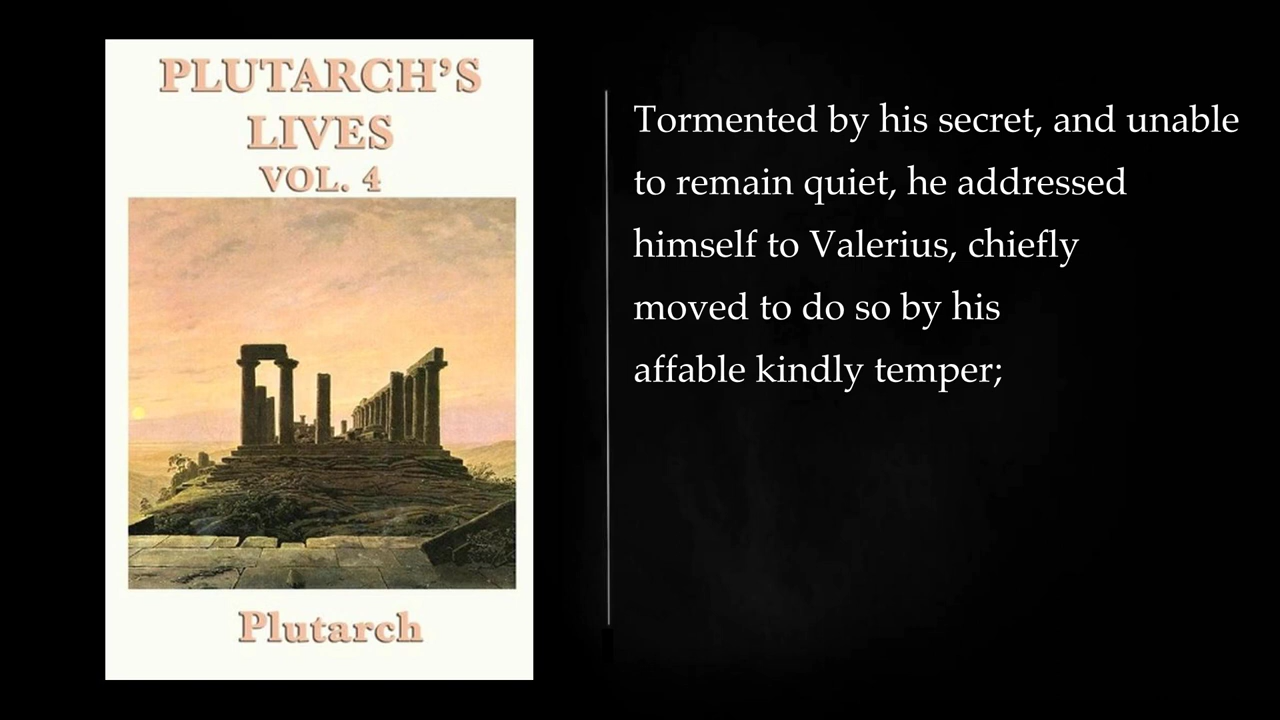 PLUTARCH'S
LIVES
VOL. 4
Plutarch
Tormented by his secret, and unable
to remain quiet, he addressed
himself to Valerius, chiefly
moved to do so by his
affable kindly temper;